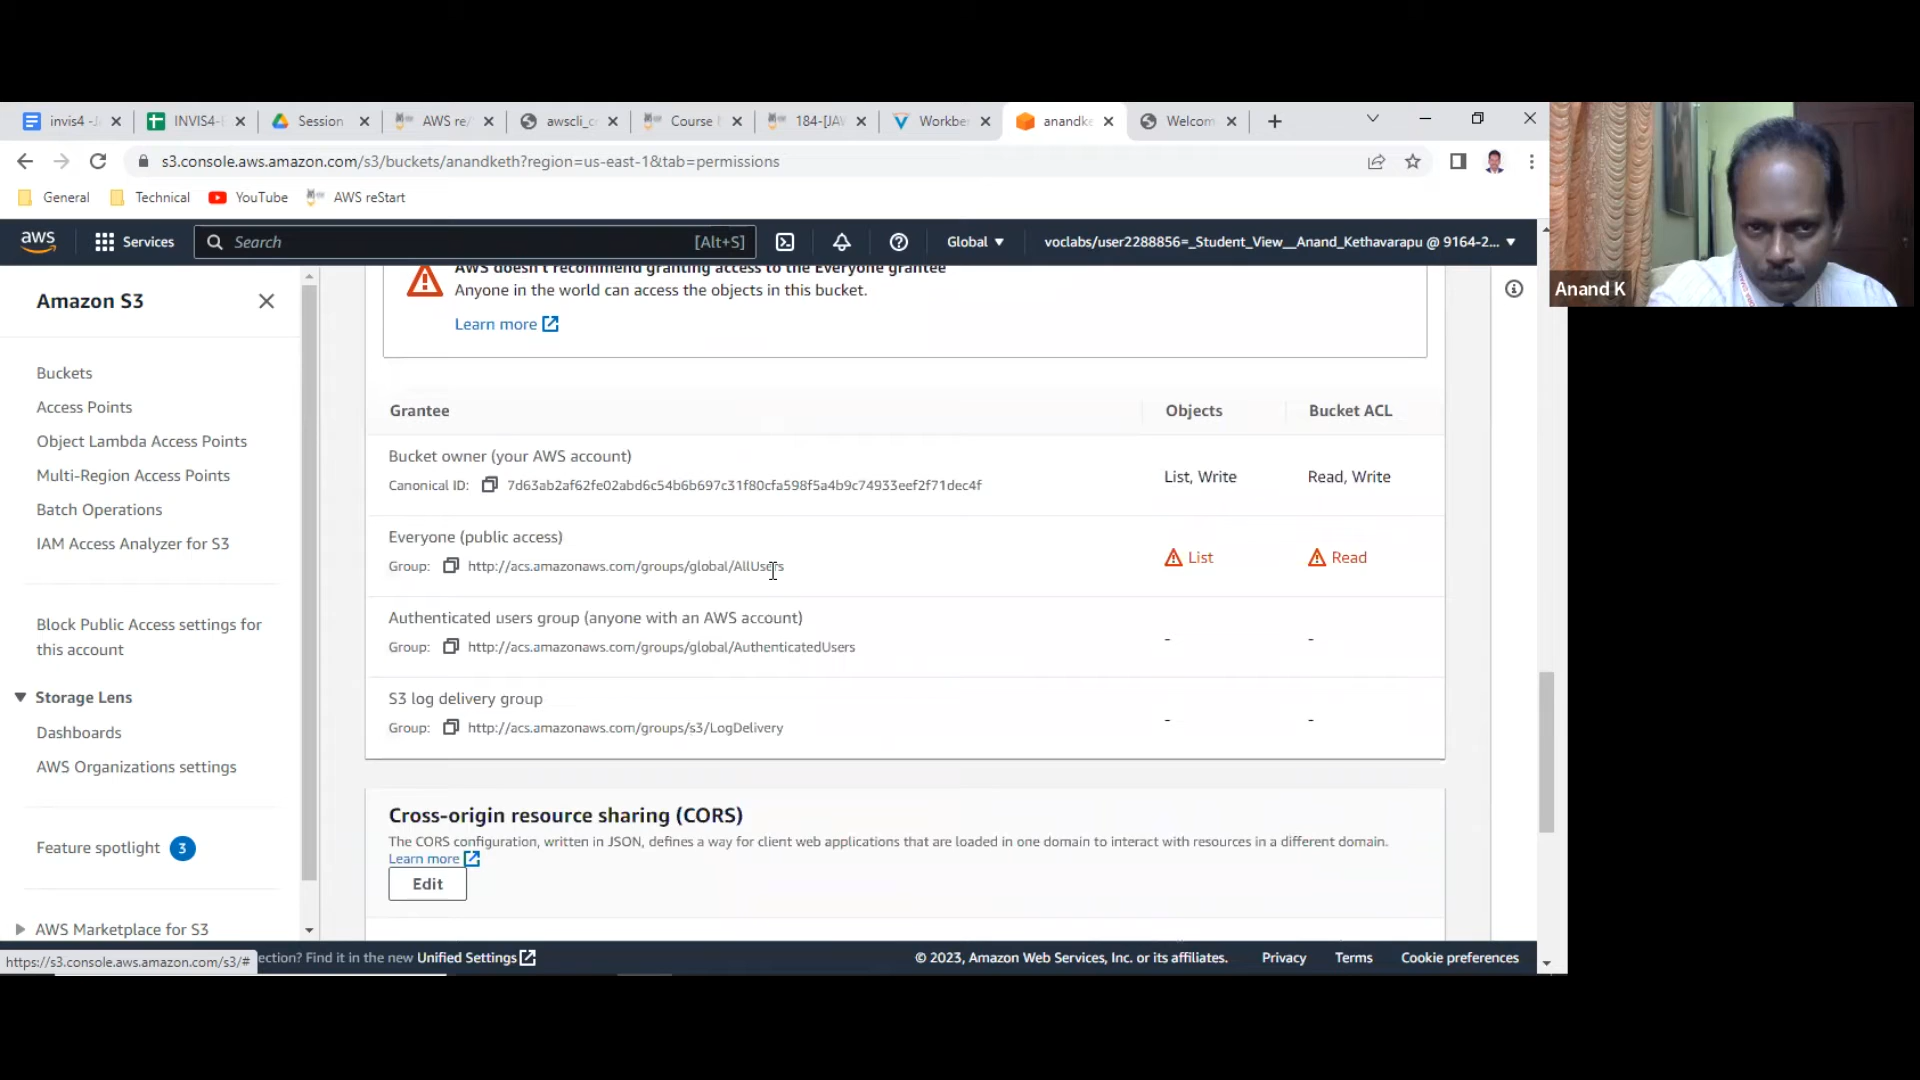 invis4 -J
INVIS4-
Session
AWS re/
awscli_c
Course
184-[JAV
Workbe
anandke
Welcom
s3.console.aws.amazon.com/s3/buckets/anandketh?region=us-east-1&tab=permissions
General
Technical
YouTube
AWS reStart
aws
Services
Search
[Alt+S]
Global
voclabs/user2288856=_Student_View__Anand_Kethavarapu @ 9164-2...
Anand K
Amazon S3
Buckets
Access Points
Object Lambda Access Points
Multi-Region Access Points
Batch Operations
IAM Access Analyzer for S3
Block Public Access settings for
this account
Storage Lens
Dashboards
AWS Organizations settings
Feature spotlight 3
AWS Marketplace for S3
AWS doesn't recommend granting access to the Everyone grantee
Anyone in the world can access the objects in this bucket.
Learn more
Grantee Objects Bucket ACL
Bucket owner (your AWS account)
Canonical ID: 7d63ab2af62fe02abd6c54b6b697c31f80cfa598f5a4b9c74933eef2f71dec4f
List, Write Read, Write
Everyone (public access)
Group: http://acs.amazonaws.com/groups/global/AllUsers
List Read
Authenticated users group (anyone with an AWS account)
Group: http://acs.amazonaws.com/groups/global/AuthenticatedUsers
- -
S3 log delivery group
Group: http://acs.amazonaws.com/groups/s3/LogDelivery
- -
Cross-origin resource sharing (CORS)
The CORS configuration, written in JSON, defines a way for client web applications that are loaded in one domain to interact with resources in a different domain.
Learn more
Edit
https://s3.console.aws.amazon.com/s3/#
ection? Find it in the new Unified Settings
© 2023, Amazon Web Services, Inc. or its affiliates. Privacy Terms Cookie preferences